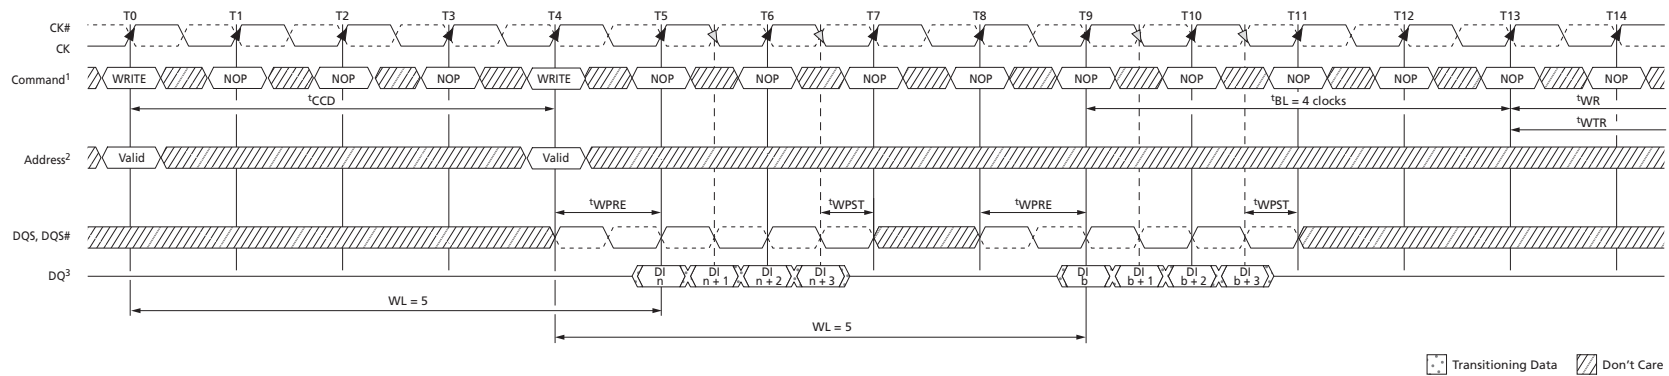 T0 T1 T2 T3 T4 T5 T6 T7 T8 T9 T10 T11 T12 T13 T14
CK#
CK
Command1 WRITE NOP NOP NOP WRITE NOP NOP NOP NOP NOP NOP NOP NOP NOP NOP
tCCD tBL = 4 clocks tWR
tWTR
Address2 Valid Valid
tWPRE tWPST tWPRE tWPST
DQS, DQS#
DQ3 DI n DI n + 1 DI n + 2 DI n + 3 DI b DI b + 1 DI b + 2 DI b + 3
WL = 5
WL = 5
Transitioning Data Don't Care